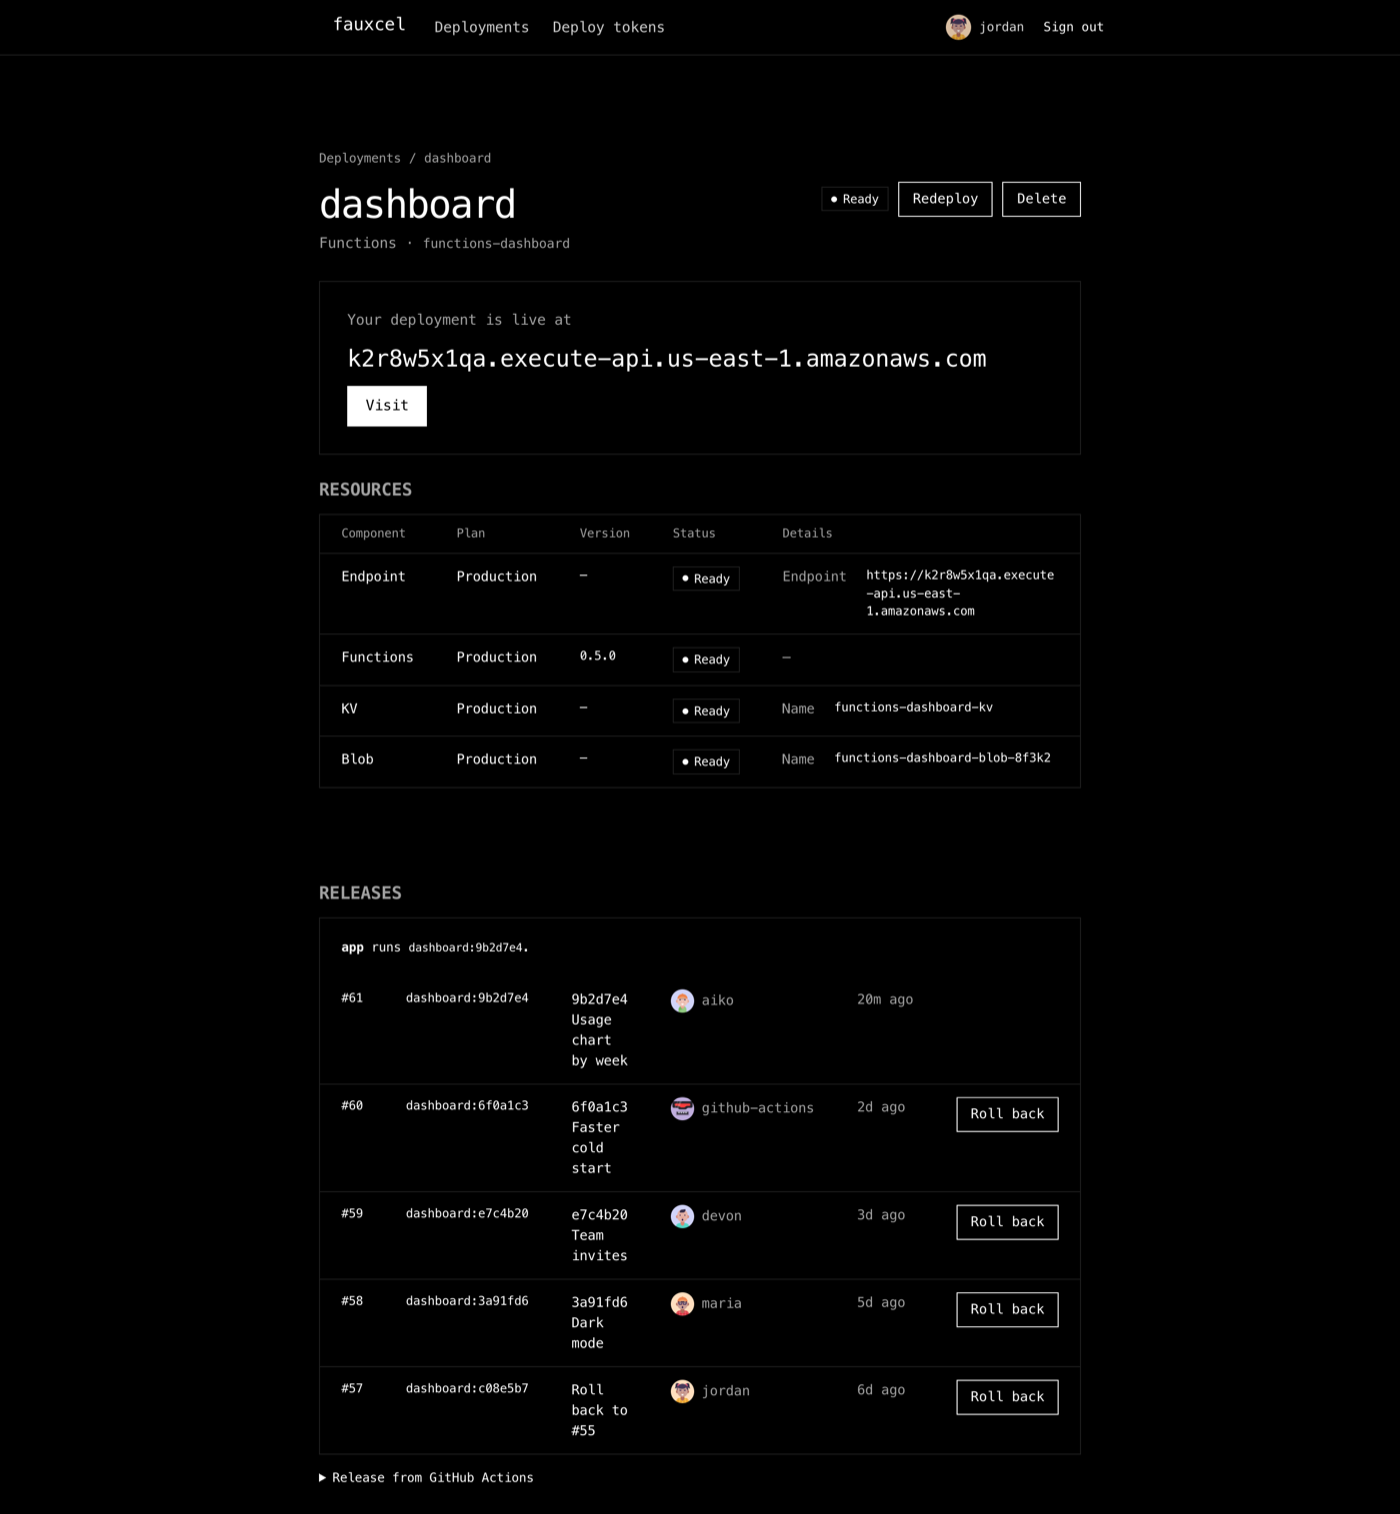 fauxcel Deployments Deploy tokens jordan Sign out
Deployments / dashboard
dashboard
Ready Redeploy Delete
Functions · functions-dashboard
Your deployment is live at
k2r8w5x1qa.execute-api.us-east-1.amazonaws.com
Visit
RESOURCES
Component Plan Version Status Details
Endpoint Production — Ready Endpoint https://k2r8w5x1qa.execute
-api.us-east-
1.amazonaws.com
Functions Production 0.5.0 Ready —
KV Production — Ready Name functions-dashboard-kv
Blob Production — Ready Name functions-dashboard-blob-8f3k2
RELEASES
app runs dashboard:9b2d7e4.
#61 dashboard:9b2d7e4 9b2d7e4 aiko 20m ago
Usage
chart
by week
#60 dashboard:6f0a1c3 6f0a1c3 github-actions 2d ago Roll back
Faster
cold
start
#59 dashboard:e7c4b20 e7c4b20 devon 3d ago Roll back
Team
invites
#58 dashboard:3a91fd6 3a91fd6 maria 5d ago Roll back
Dark
mode
#57 dashboard:c08e5b7 Roll jordan 6d ago Roll back
back to
#55
Release from GitHub Actions